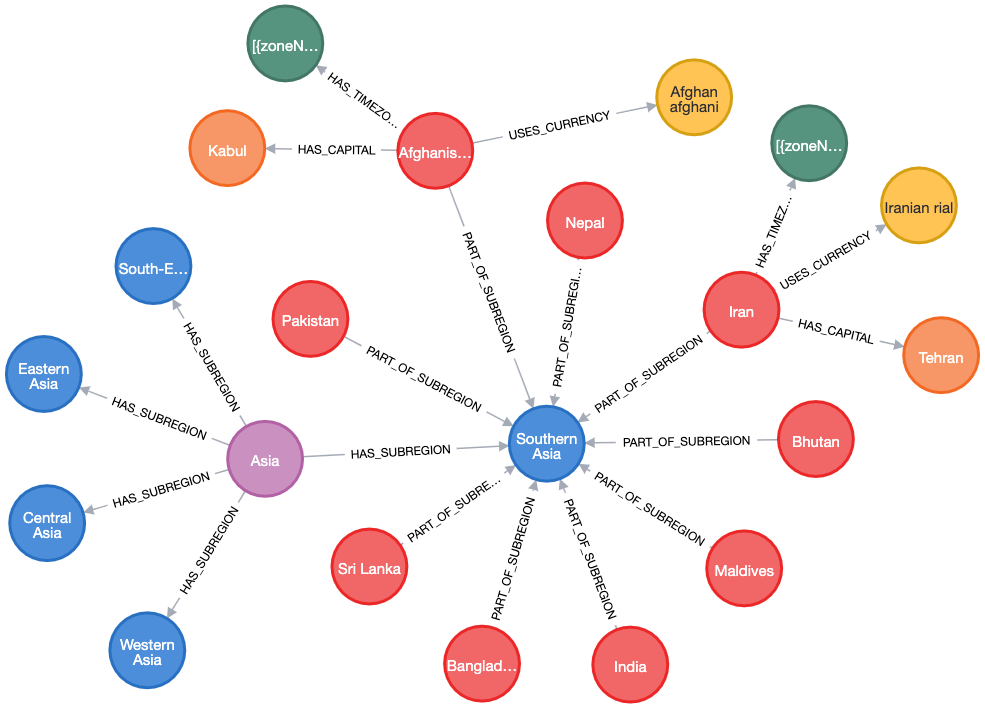 [{zoneN...
HAS_TIMEZO...
Afghan
afghani
USES_CURRENCY
Kabul
HAS_CAPITAL
Afghanis...
[{zoneN...
HAS_TIMEZ...
Iranian rial
USES_CURRENCY
Nepal
PART_OF_SUBREGION
PART_OF_SUBREGI...
South-E...
Pakistan
Iran
HAS_CAPITAL
Tehran
HAS_SUBREGION
PART_OF_SUBREGION
PART_OF_SUBREGION
Eastern
Asia
HAS_SUBREGION
Asia
HAS_SUBREGION
Southern
Asia
PART_OF_SUBREGION
Bhutan
HAS_SUBREGION
Central
Asia
HAS_SUBREGION
PART_OF_SUBRE...
PART_OF_SUBREGION
PART_OF_SUBREGION
PART_OF_SUBREGION
Sri Lanka
Maldives
Western
Asia
Banglad...
India